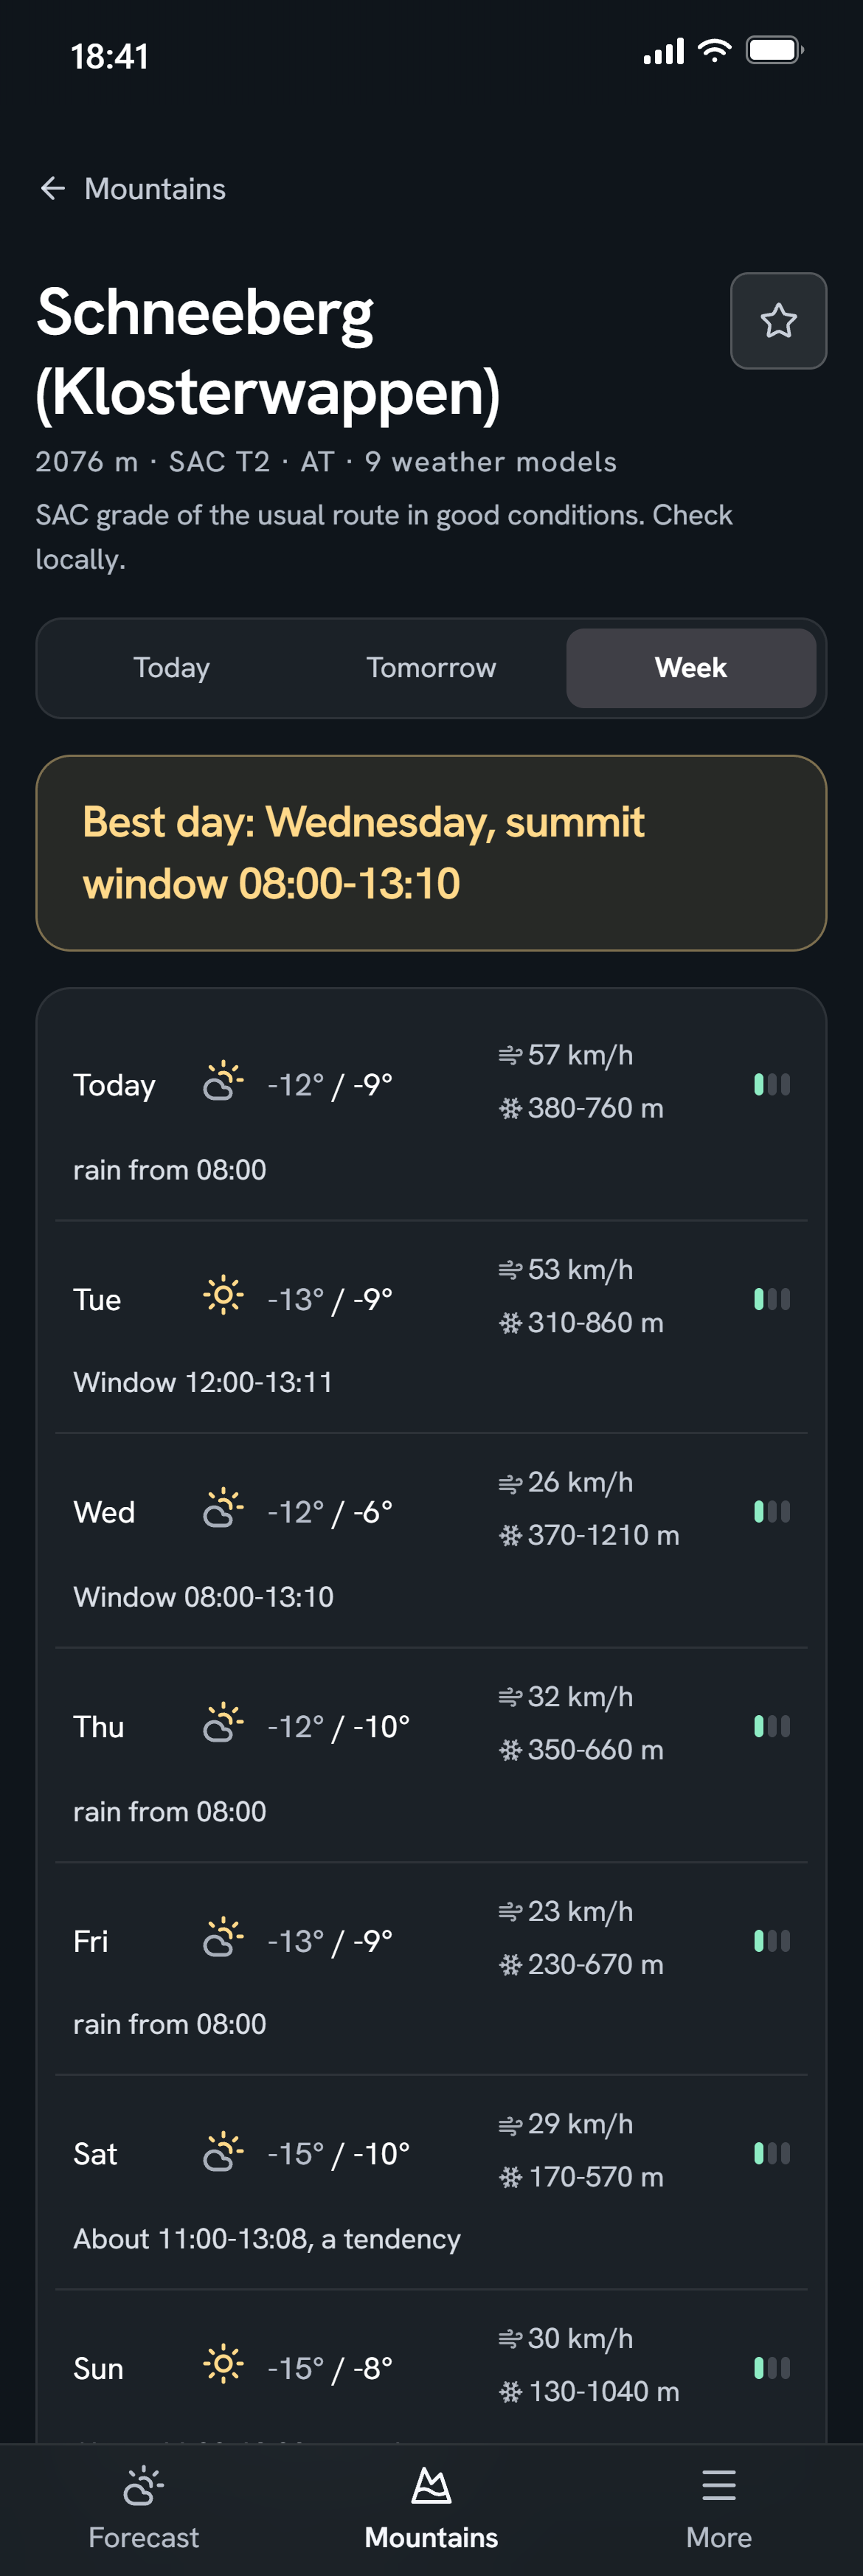 18:41
Mountains
Schneeberg
(Klosterwappen)
2076 m · SAC T2 · AT · 9 weather models
SAC grade of the usual route in good conditions. Check
locally.
Today Tomorrow Week
Best day: Wednesday, summit
window 08:00-13:10
57 km/h
Today -12° / -9°
380-760 m
rain from 08:00
53 km/h
Tue -13° / -9°
310-860 m
Window 12:00-13:11
26 km/h
Wed -12° / -6°
370-1210 m
Window 08:00-13:10
32 km/h
Thu -12° / -10°
350-660 m
rain from 08:00
23 km/h
Fri -13° / -9°
230-670 m
rain from 08:00
29 km/h
Sat -15° / -10°
170-570 m
About 11:00-13:08, a tendency
30 km/h
Sun -15° / -8°
130-1040 m
Forecast Mountains More